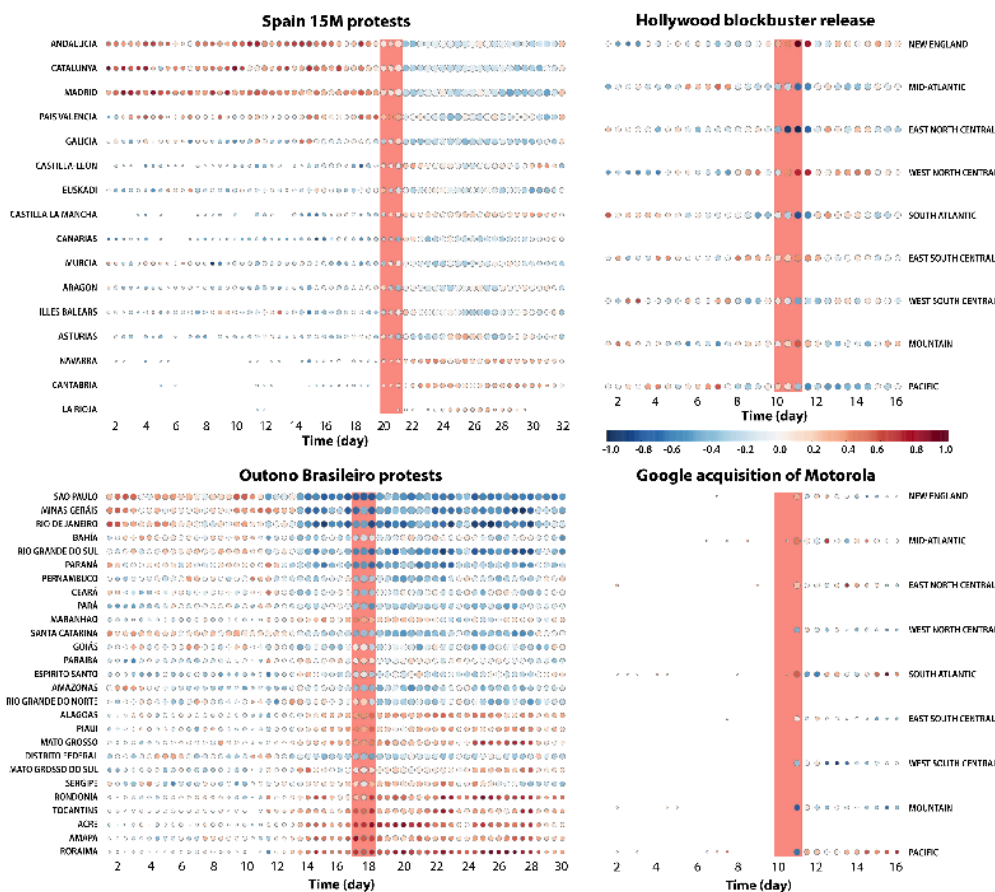 Spain 15M protests
ANDALUCIA
CATALUNYA
MADRID
PAIS VALENCIA
GALICIA
CASTILLA-LEON
EUSKADI
CASTILLA LA MANCHA
CANARIAS
MURCIA
ARAGON
ILLES BALEARS
ASTURIAS
NAVARRA
CANTABRIA
LA RIOJA
2 4 6 8 10 12 14 16 18 20 22 24 26 28 30 32
Time (day)
Hollywood blockbuster release
NEW ENGLAND
MID-ATLANTIC
EAST NORTH CENTRAL
WEST NORTH CENTRAL
SOUTH ATLANTIC
EAST SOUTH CENTRAL
WEST SOUTH CENTRAL
MOUNTAIN
PACIFIC
2 4 6 8 10 12 14 16
Time (day)
-1.0 -0.8 -0.6 -0.4 -0.2 0.0 0.2 0.4 0.6 0.8 1.0
Outono Brasileiro protests
SAO PAULO
MINAS GERÁIS
RIO DE JANEIRO
BAHÍA
RIO GRANDE DO SUL
PARANÁ
PERNAMBUCO
CEARÁ
PARÁ
MARANHAO
SANTA CATARINA
GOIÁS
PARAIBA
ESPIRITO SANTO
AMAZONAS
RIO GRANDE DO NORTE
ALAGOAS
PIAUI
MATO GROSSO
DISTRITO FEDERAL
MATO GROSSO DO SUL
SERGIPE
RONDONIA
TOCANTINS
ACRE
AMAPA
RORAIMA
2 4 6 8 10 12 14 16 18 20 22 24 26 28 30
Time (day)
Google acquisition of Motorola
NEW ENGLAND
MID-ATLANTIC
EAST NORTH CENTRAL
WEST NORTH CENTRAL
SOUTH ATLANTIC
EAST SOUTH CENTRAL
WEST SOUTH CENTRAL
MOUNTAIN
PACIFIC
2 4 6 8 10 12 14 16
Time (day)